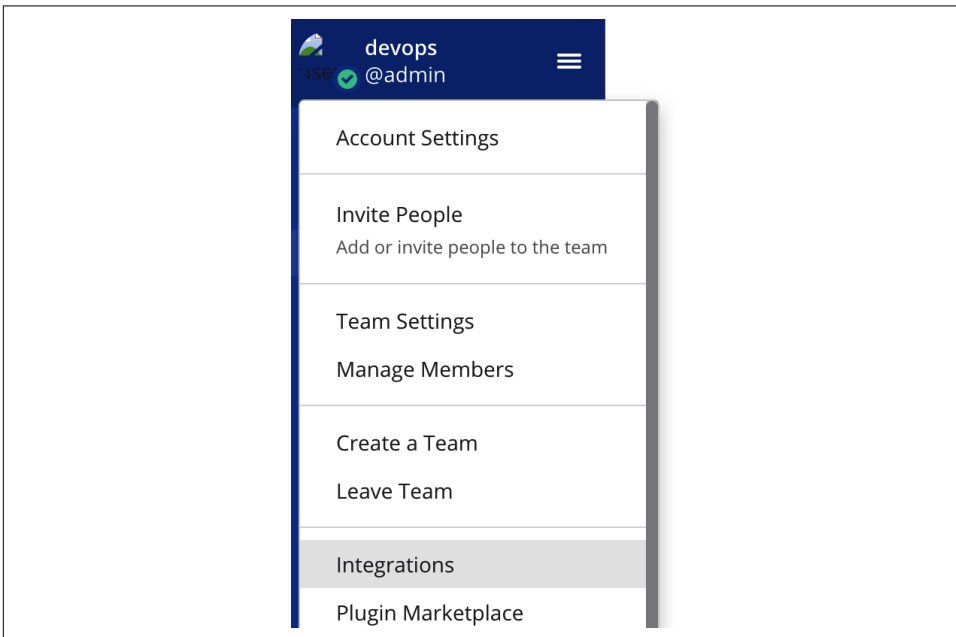 devops
use
@admin
Account Settings
Invite People
Add or invite people to the team
Team Settings
Manage Members
Create a Team
Leave Team
Integrations
Plugin Marketplace